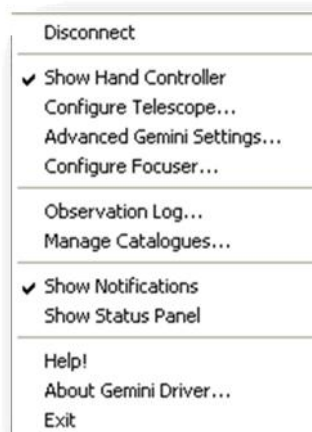 Disconnect
Show Hand Controller
Configure Telescope...
Advanced Gemini Settings...
Configure Focuser...
Observation Log...
Manage Catalogues...
Show Notifications
Show Status Panel
Help!
About Gemini Driver...
Exit